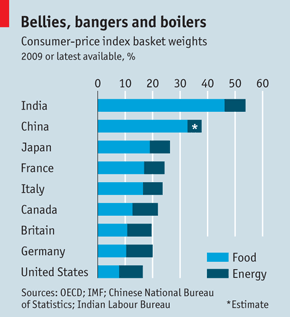 Bellies, bangers and boilers
Consumer-price index basket weights
2009 or latest available, %
0 10 20 30 40 50 60
India
China
*
Japan
France
Italy
Canada
Britain
Germany
United States
Food
Energy
Sources: OECD; IMF; Chinese National Bureau
of Statistics; Indian Labour Bureau
*Estimate